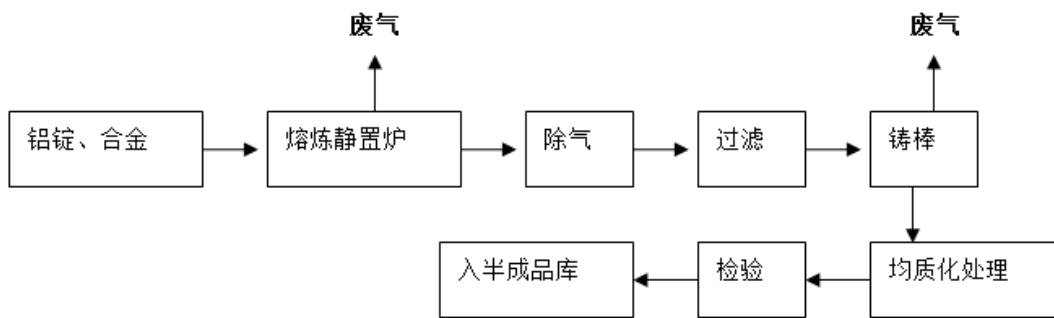 废气
废气
铝锭、合金
熔炼静置炉
除气
过滤
铸棒
入半成品库
检验
均质化处理